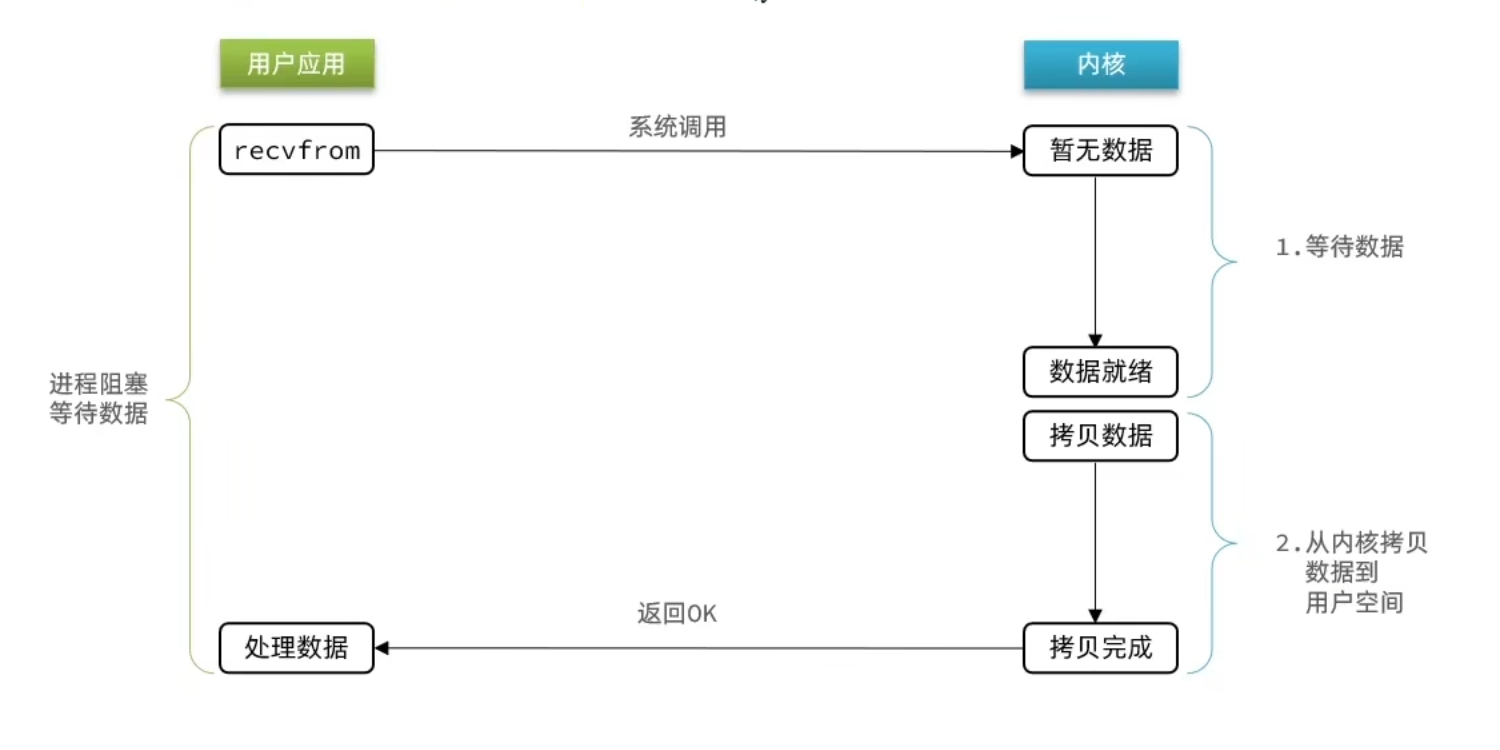 用户应用
内核
系统调用
recvfrom
暂无数据
1.等待数据
数据就绪
进程阻塞
等待数据
拷贝数据
2.从内核拷贝
数据到
用户空间
返回OK
处理数据
拷贝完成